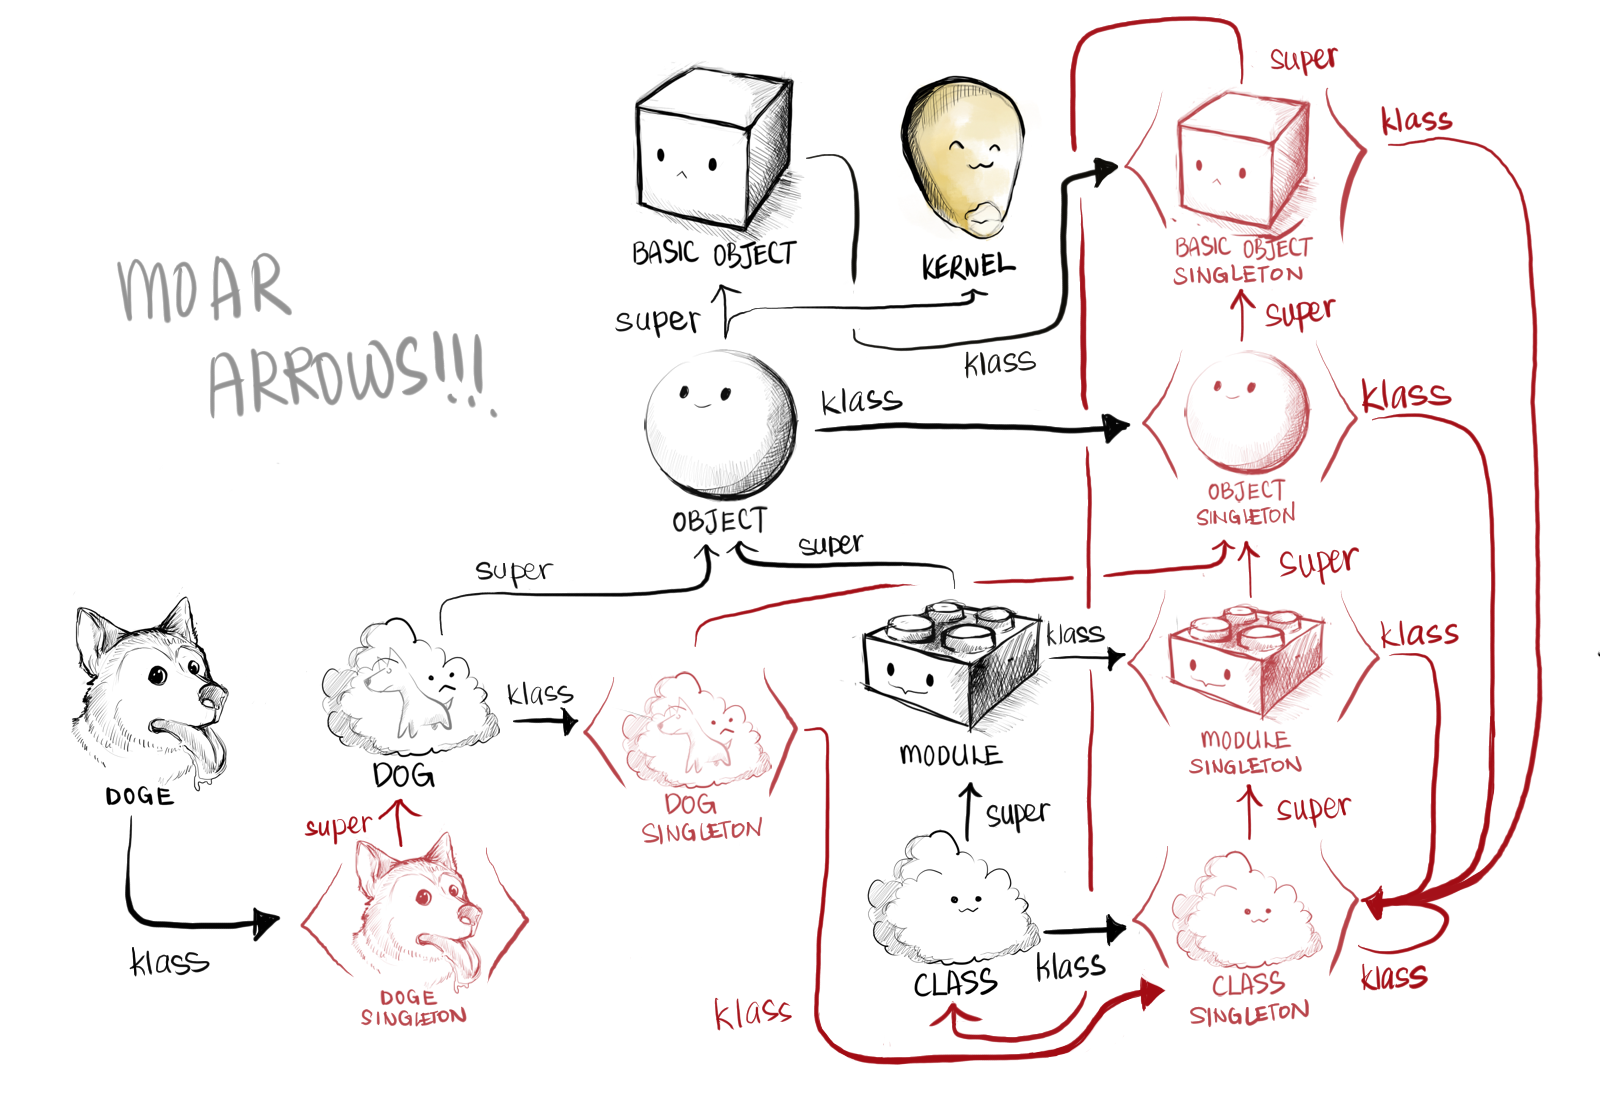 MOAR
ARROWS!!!
super
klass
BASIC OBJECT
KERNEL
BASIC OBJECT
SINGLETON
super
super
klass
klass
klass
OBJECT
OBJECT
SINGLETON
super
super
super
klass
klass
klass
MODULE
MODULE
SINGLETON
DOGE
DOG
DOG
SINGLETON
super
super
super
klass
CLASS
klass
CLASS
SINGLETON
klass
DOGE
SINGLETON
klass